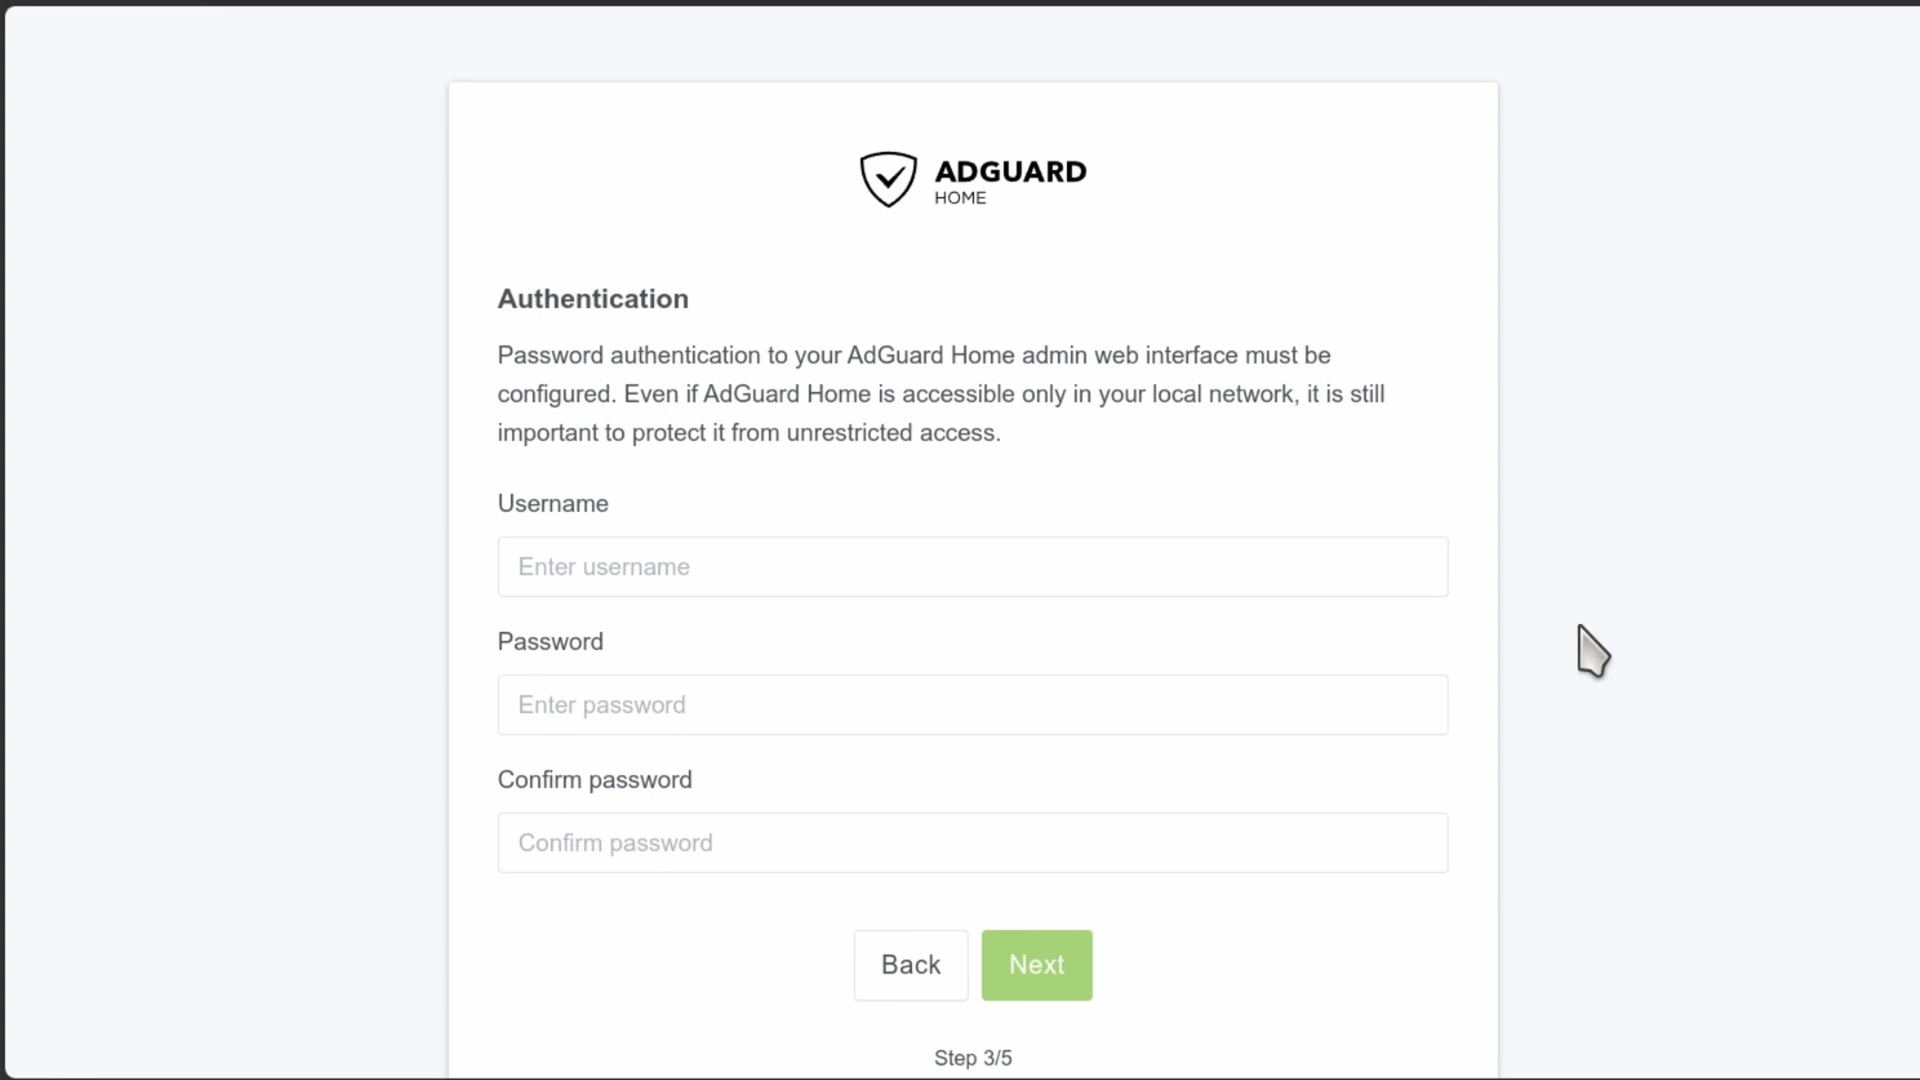 ADGUARD
HOME
Authentication
Password authentication to your AdGuard Home admin web interface must be
configured. Even if AdGuard Home is accessible only in your local network, it is still
important to protect it from unrestricted access.
Username
Enter username
Password
Enter password
Confirm password
Confirm password
Back Next
Step 3/5